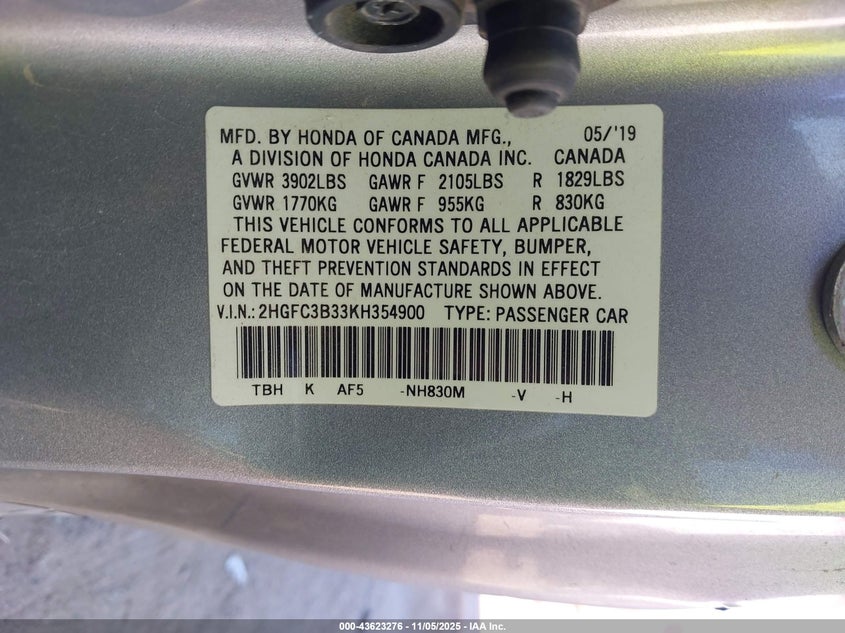 MFD. BY HONDA OF CANADA MFG., 05/'19
A DIVISION OF HONDA CANADA INC. CANADA
GVWR 3902LBS GAWR F 2105LBS R 1829LBS
GVWR 1770KG GAWR F 955KG R 830KG
THIS VEHICLE CONFORMS TO ALL APPLICABLE
FEDERAL MOTOR VEHICLE SAFETY, BUMPER,
AND THEFT PREVENTION STANDARDS IN EFFECT
ON THE DATE OF MANUFACTURE SHOWN ABOVE.
V.I.N.: 2HGFC3B33KH354900 TYPE: PASSENGER CAR
TBH K AF5 -NH830M -V -H
000-43623276 - 11/05/2025 - IAA Inc.